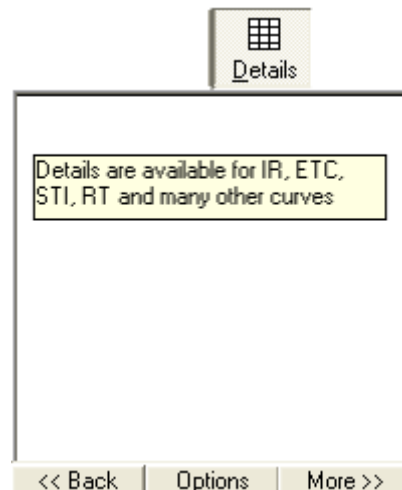 Details
Details are available for IR, ETC,
STI, RT and many other curves
<< Back
Options
More >>